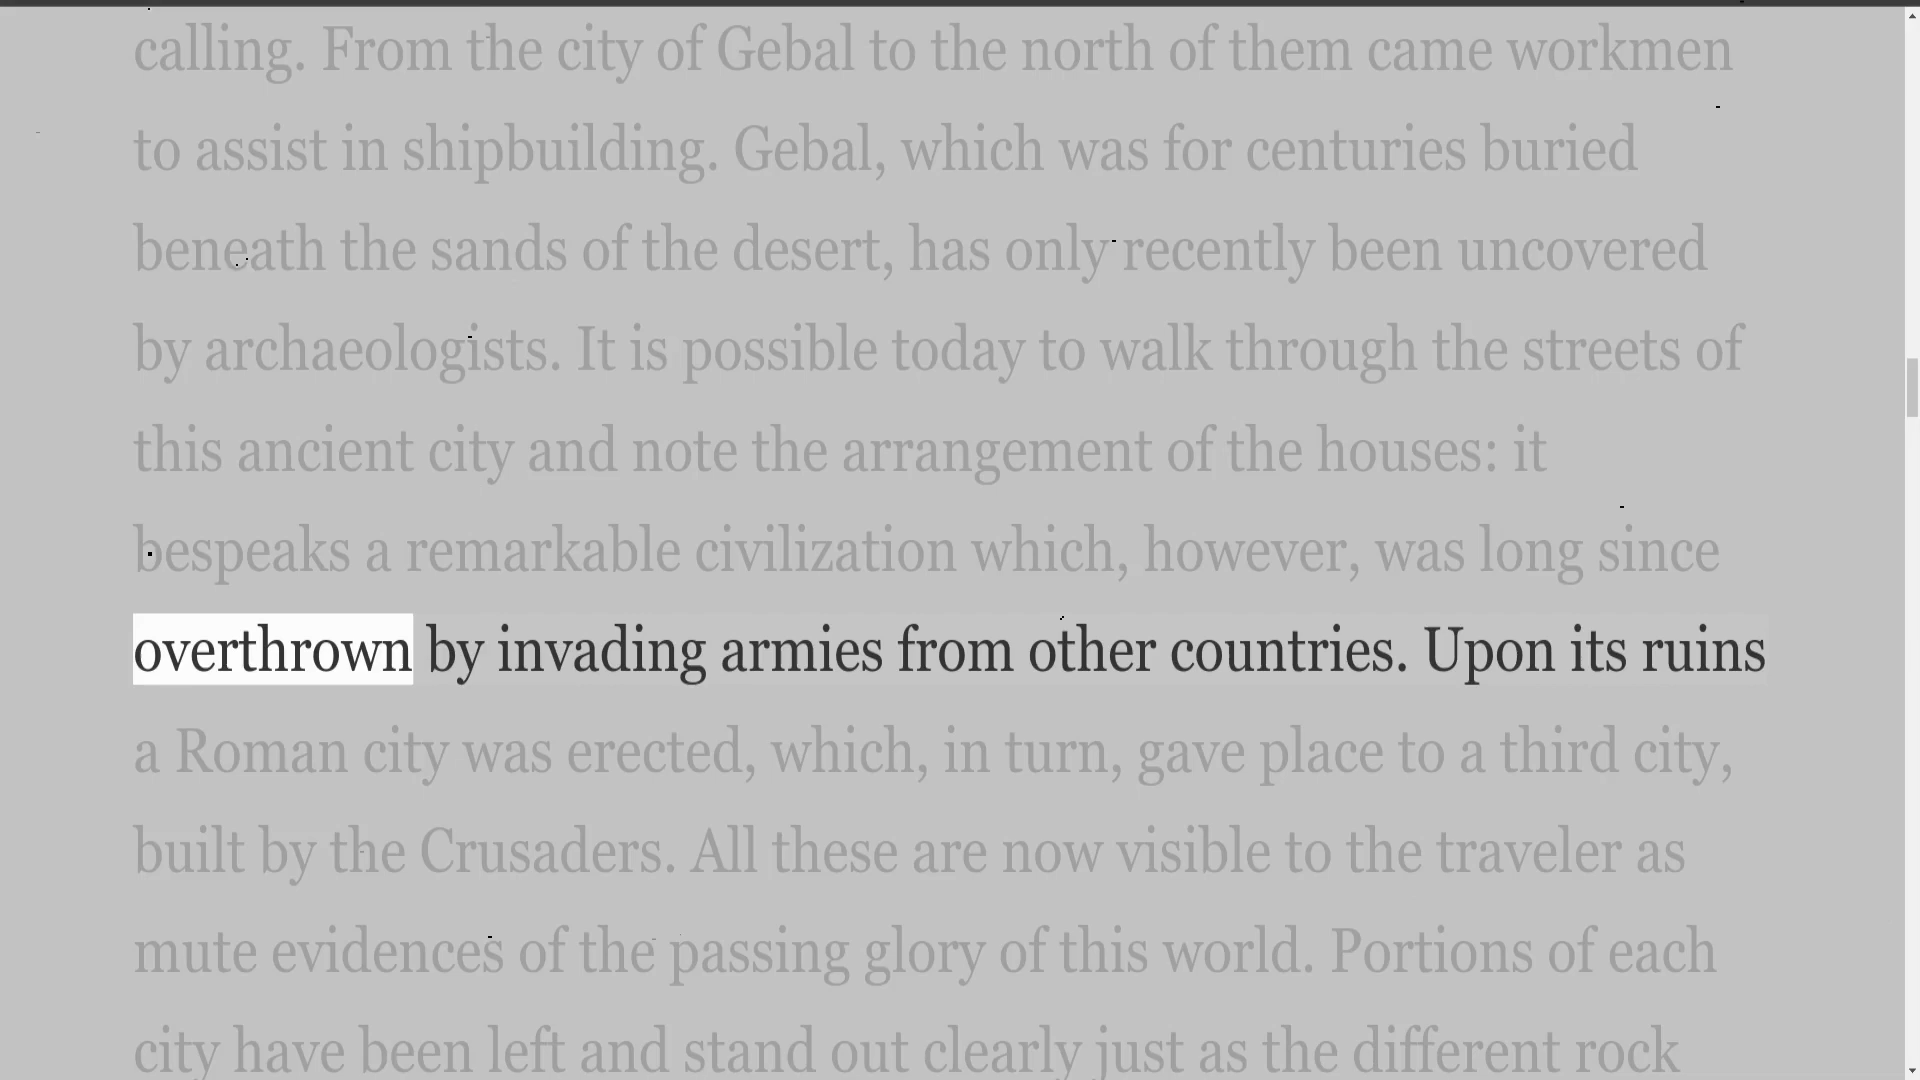 calling. From the city of Gebal to the north of them came workmen
to assist in shipbuilding. Gebal, which was for centuries buried
beneath the sands of the desert, has only recently been uncovered
by archaeologists. It is possible today to walk through the streets of
this ancient city and note the arrangement of the houses: it
bespeaks a remarkable civilization which, however, was long since
overthrown by invading armies from other countries. Upon its ruins
a Roman city was erected, which, in turn, gave place to a third city,
built by the Crusaders. All these are now visible to the traveler as
mute evidences of the passing glory of this world. Portions of each
city have been left and stand out clearly just as the different rock